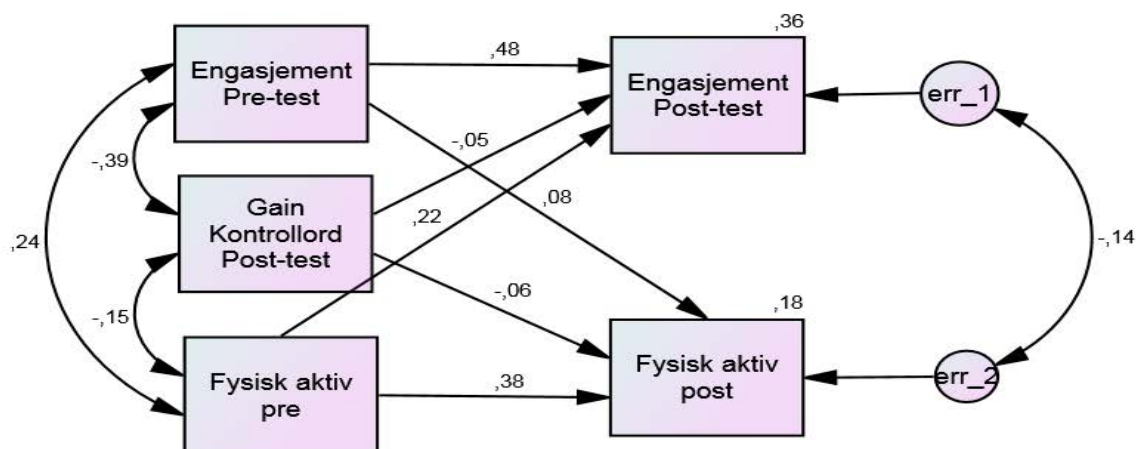 ,36
Engasjement
Pre-test
,48
Engasjement
Post-test
err_1
-,05
-,39
Gain
Kontrollord
Post-test
,22
,08
,24
-,14
-,06
,18
-,15
Fysisk aktiv
pre
,38
Fysisk aktiv
post
err_2